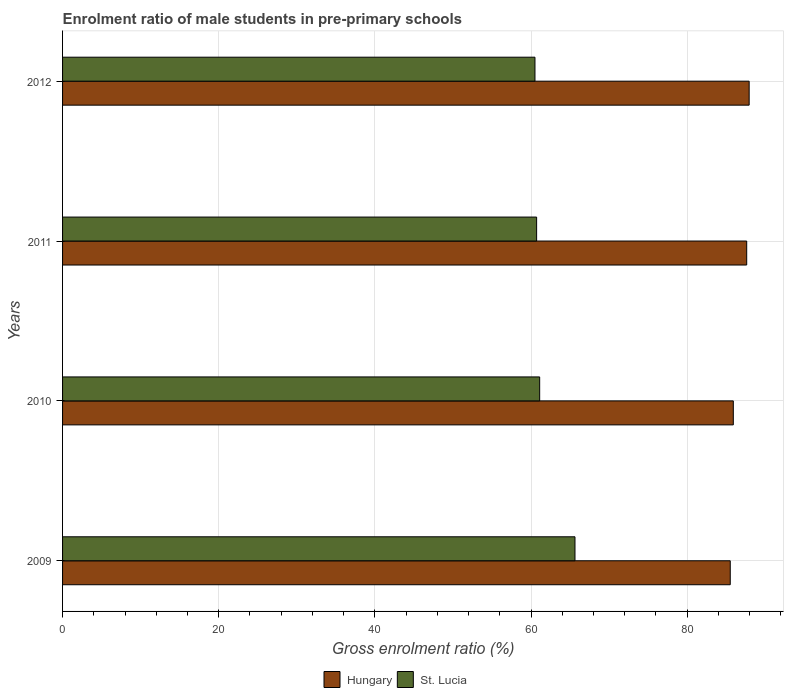 Enrolment ratio of male students in pre-primary schools
2012
2011
2010
2009
Years
0
20
40
60
80
Gross enrolment ratio (%)
Hungary
St. Lucia